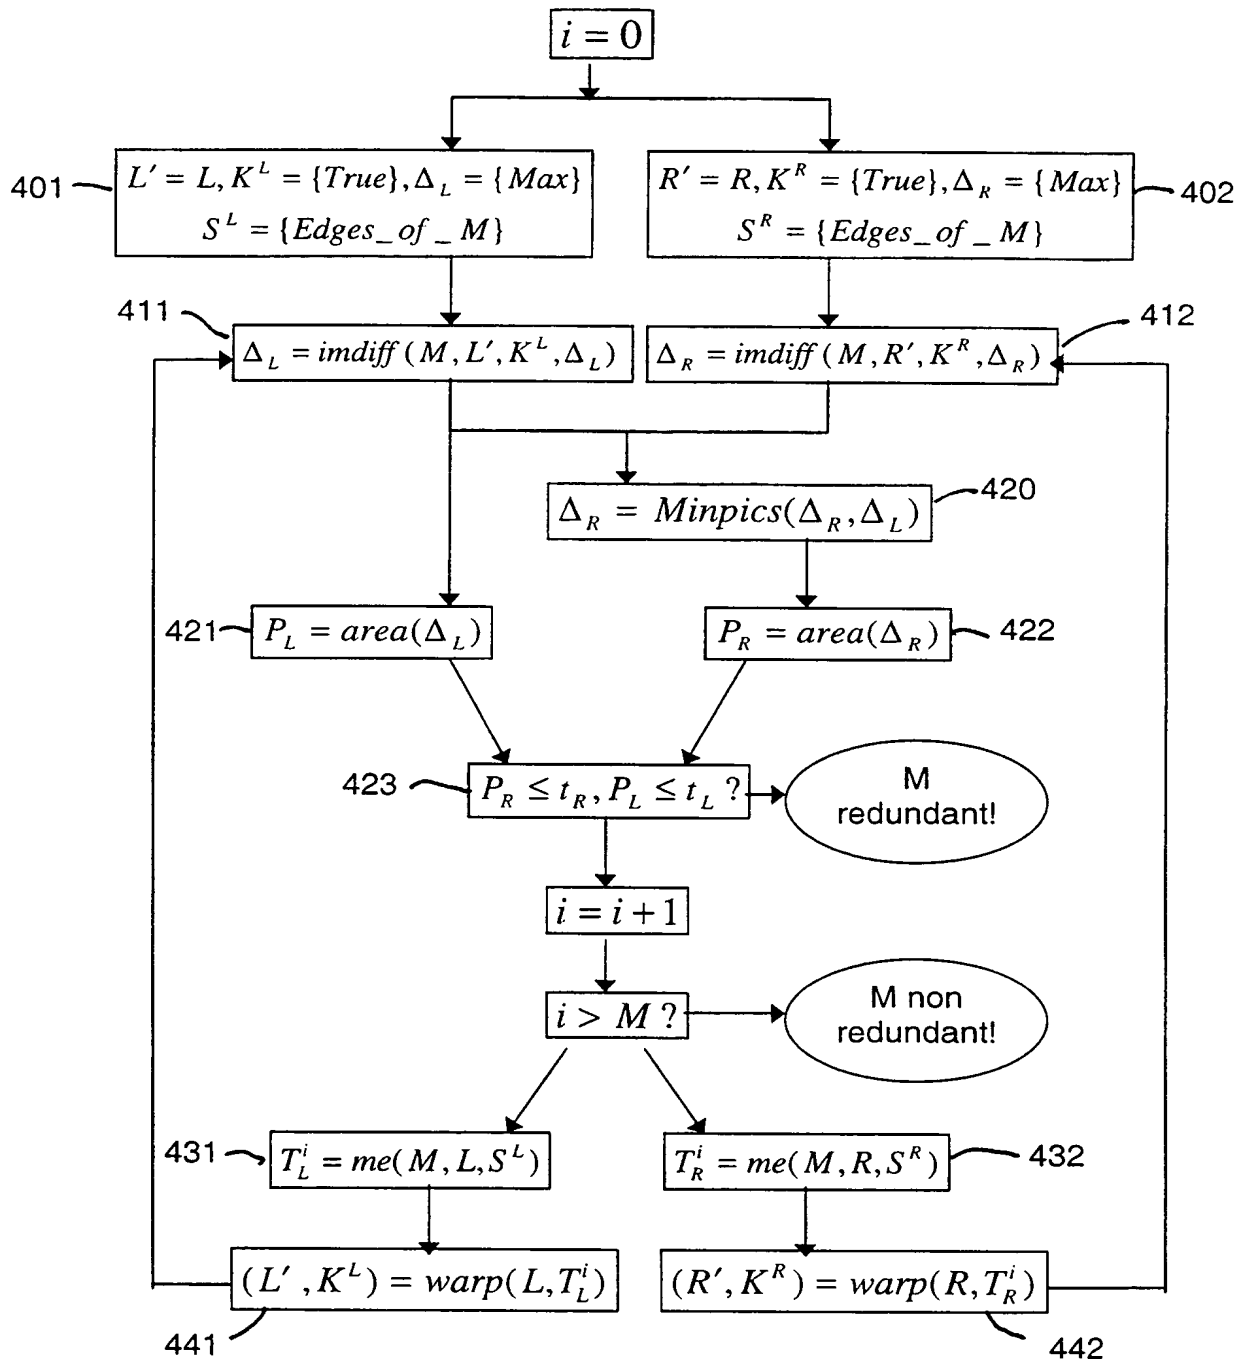 i = 0
401
L' = L, K^L = {True}, Δ_L = {Max}
S^L = {Edges_of_M}
R' = R, K^R = {True}, Δ_R = {Max}
S^R = {Edges_of_M}
402
411
Δ_L = imdiff(M, L', K^L, Δ_L)
Δ_R = imdiff(M, R', K^R, Δ_R)
412
Δ_R = Minpics(Δ_R, Δ_L)
420
421
P_L = area(Δ_L)
P_R = area(Δ_R)
422
423
P_R ≤ t_R, P_L ≤ t_L ?
M
redundant!
i = i + 1
i > M ?
M non
redundant!
431
T_L^i = me(M, L, S^L)
T_R^i = me(M, R, S^R)
432
(L', K^L) = warp(L, T_L^i)
(R', K^R) = warp(R, T_R^i)
441
442